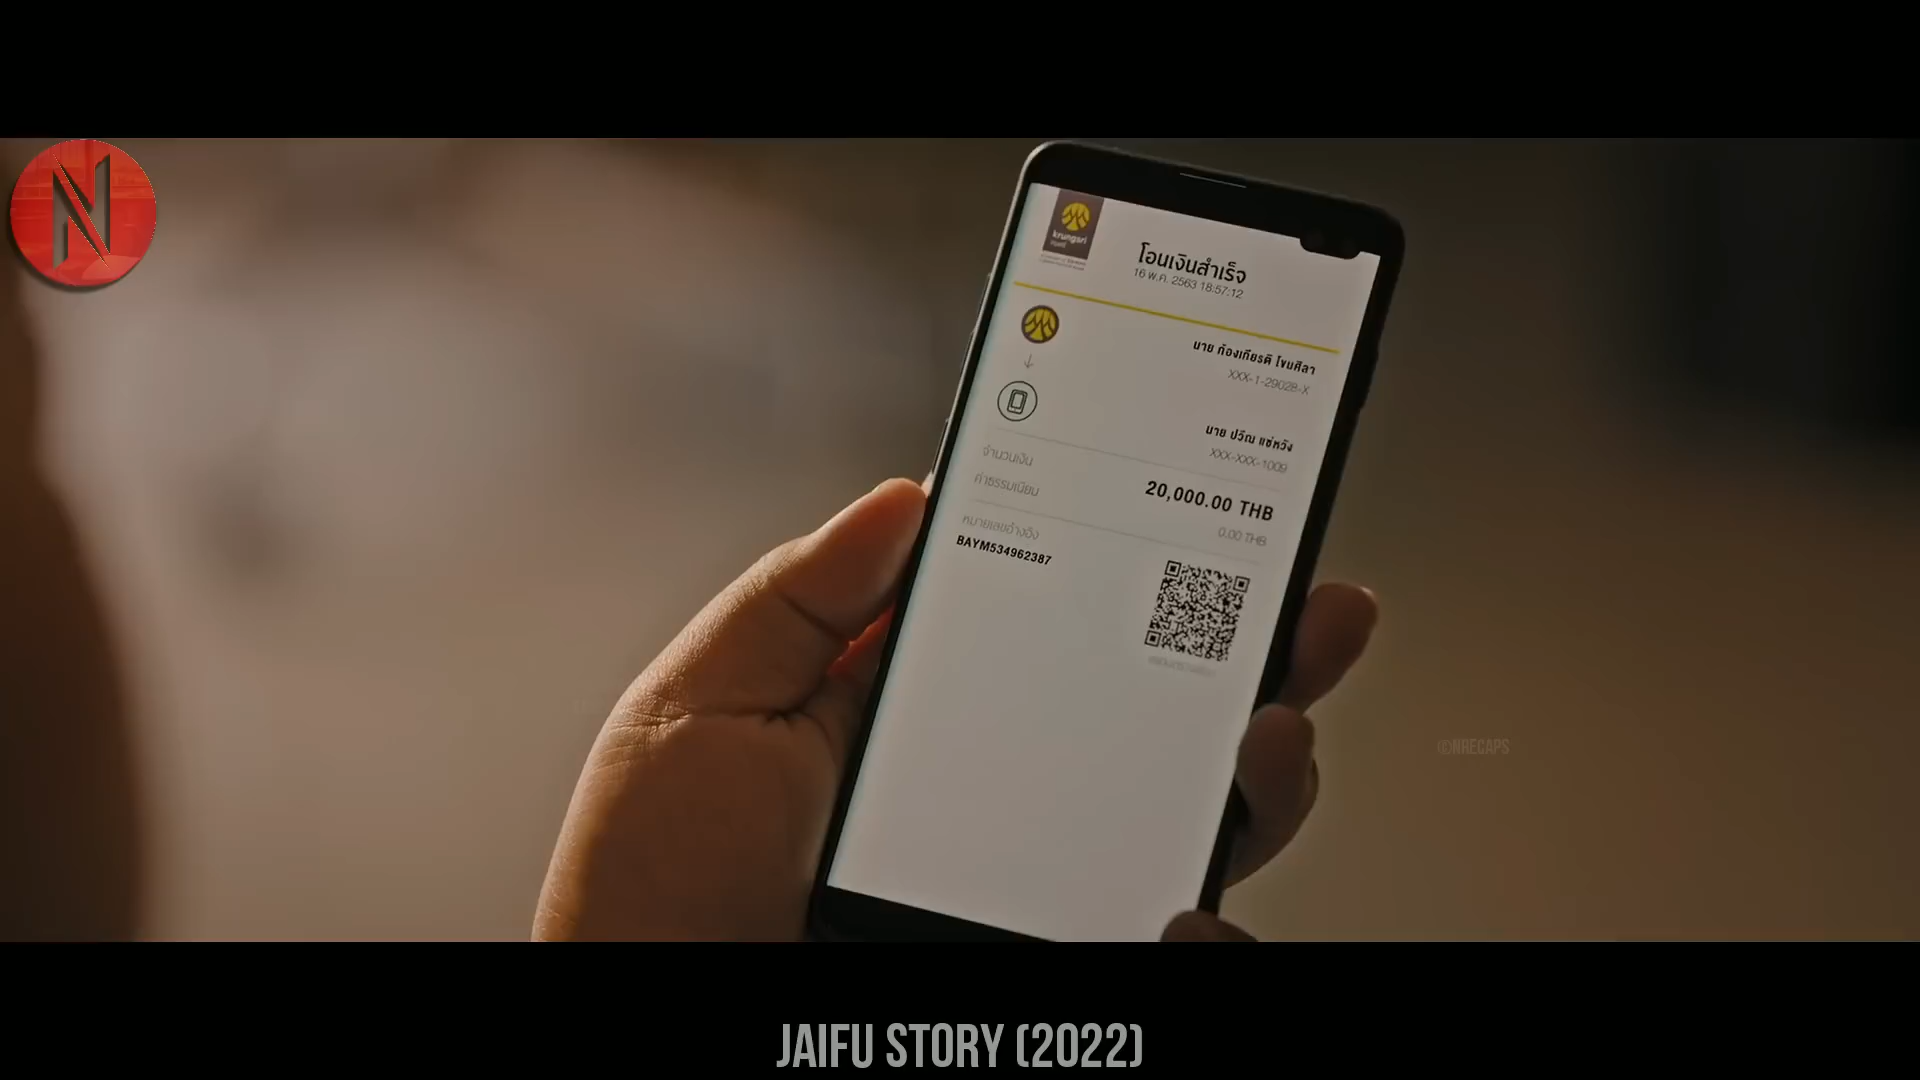 N
krungsri
กรุงศรี
โอนเงินสำเร็จ
16 พ.ค. 2563 18:57:12
นาย ก้องเกียรติ โขมศิลา
XXX-1-29028-X
นาย ปวีณ แซ่หวัง
XXX-XXX-1009
จำนวนเงิน
20,000.00 THB
ค่าธรรมเนียม
0.00 THB
หมายเลขอ้างอิง
BAYM534962387
©NRECAPS
JAIFU STORY (2022)